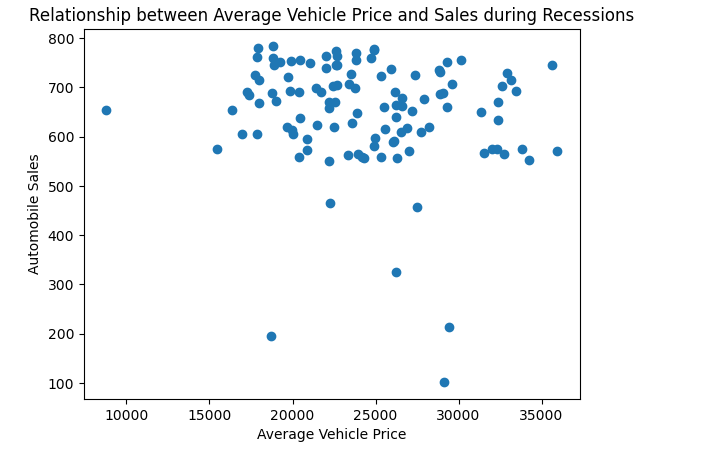 Relationship between Average Vehicle Price and Sales during Recessions
800
700
600
500
400
300
200
100
Automobile Sales
10000 15000 20000 25000 30000 35000
Average Vehicle Price